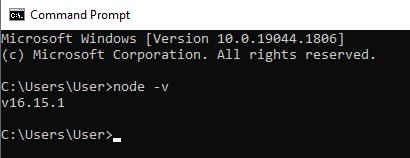 Command Prompt
Microsoft Windows [Version 10.0.19044.1806]
(c) Microsoft Corporation. All rights reserved.
C:\Users\User>node -v
v16.15.1
C:\Users\User>